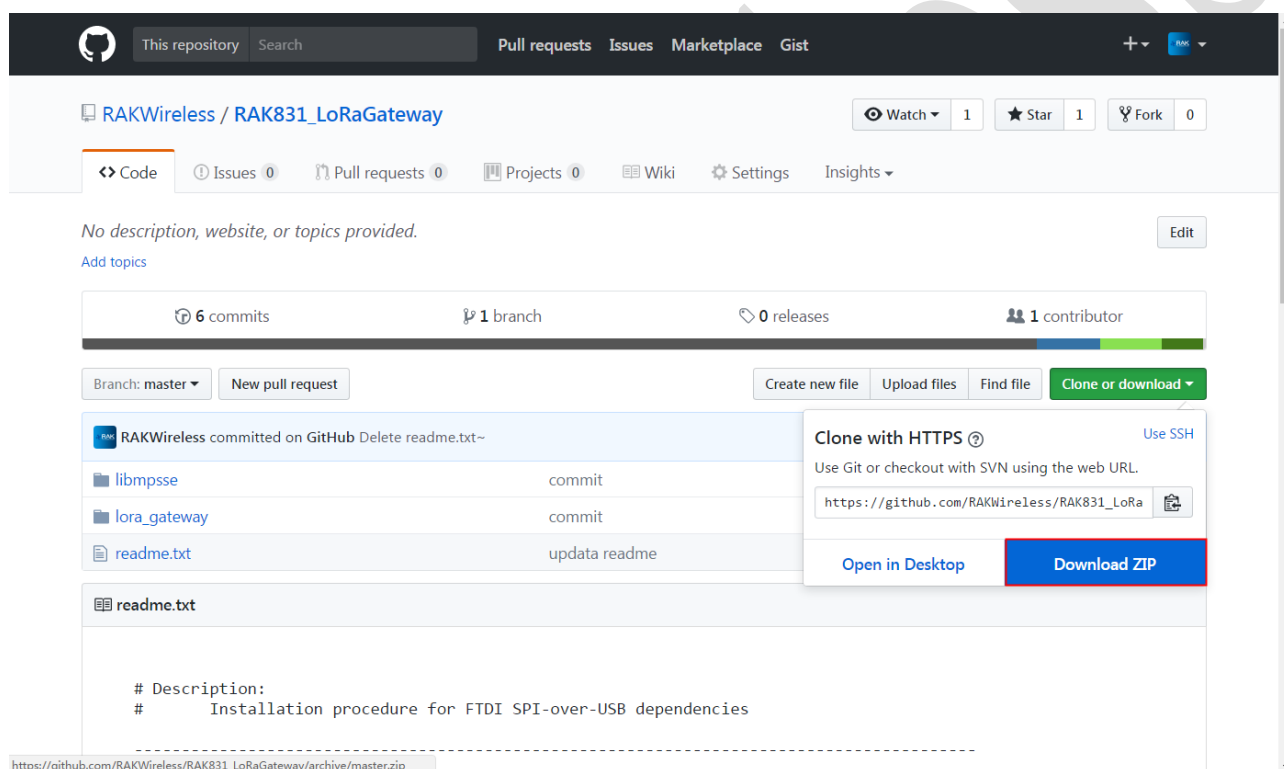 This repository Search Pull requests Issues Marketplace Gist
RAKWireless / RAK831_LoRaGateway Watch 1 Star 1 Fork 0
Code Issues 0 Pull requests 0 Projects 0 Wiki Settings Insights
No description, website, or topics provided. Edit
Add topics
6 commits 1 branch 0 releases 1 contributor
Branch: master New pull request Create new file Upload files Find file Clone or download
RAK RAKWireless committed on GitHub Delete readme.txt~
Clone with HTTPS Use SSH
Use Git or checkout with SVN using the web URL.
https://github.com/RAKWireless/RAK831_LoRa
Open in Desktop Download ZIP
libmpsse commit
lora_gateway commit
readme.txt updata readme
readme.txt
# Description:
# Installation procedure for FTDI SPI-over-USB dependencies
--------------------------------------------------------------------------------
https://github.com/RAKWireless/RAK831_LoRaGateway/archive/master.zip